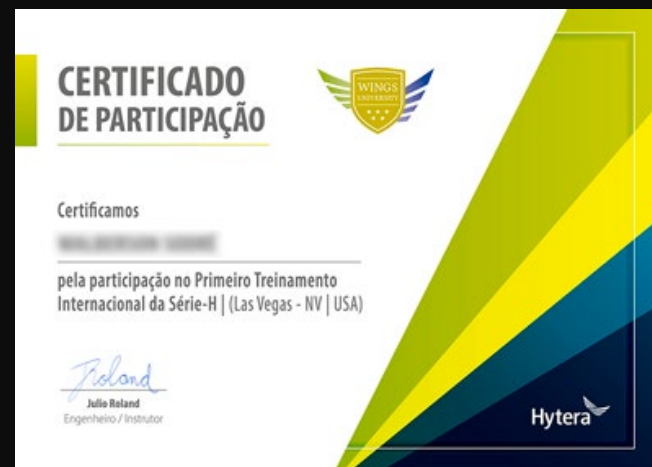 CERTIFICADO
DE PARTICIPAÇÃO
WINGS
UNIVERSITY
Certificamos
pela participação no Primeiro Treinamento
Internacional da Série-H | (Las Vegas - NV | USA)
Roland
Julio Roland
Engenheiro / Instrutor
Hytera